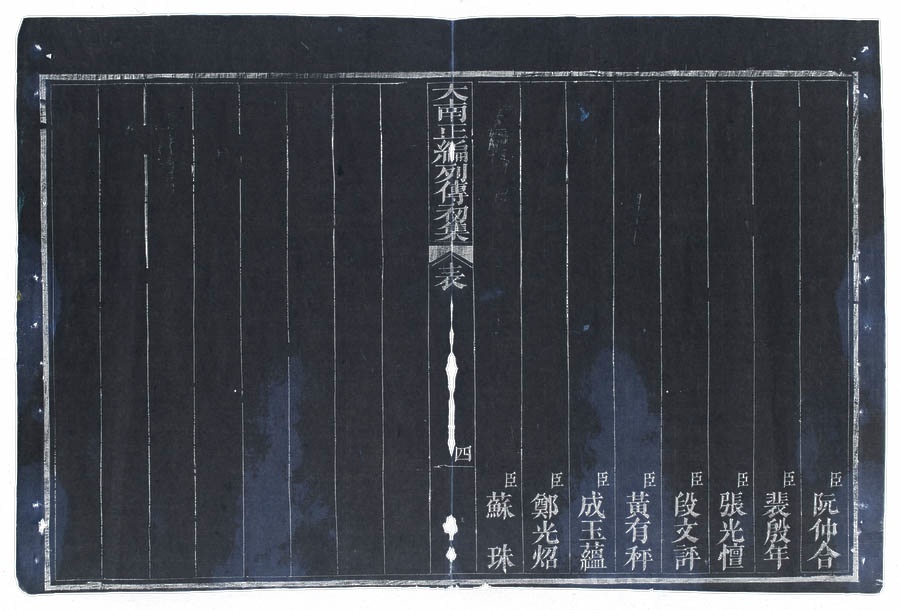 臣阮仲合
臣裴殷年
臣張光憻
臣段文評
臣黃有秤
臣成玉蘊
臣鄭光炤
臣蘇珠
大南正編列傳初集
表
四